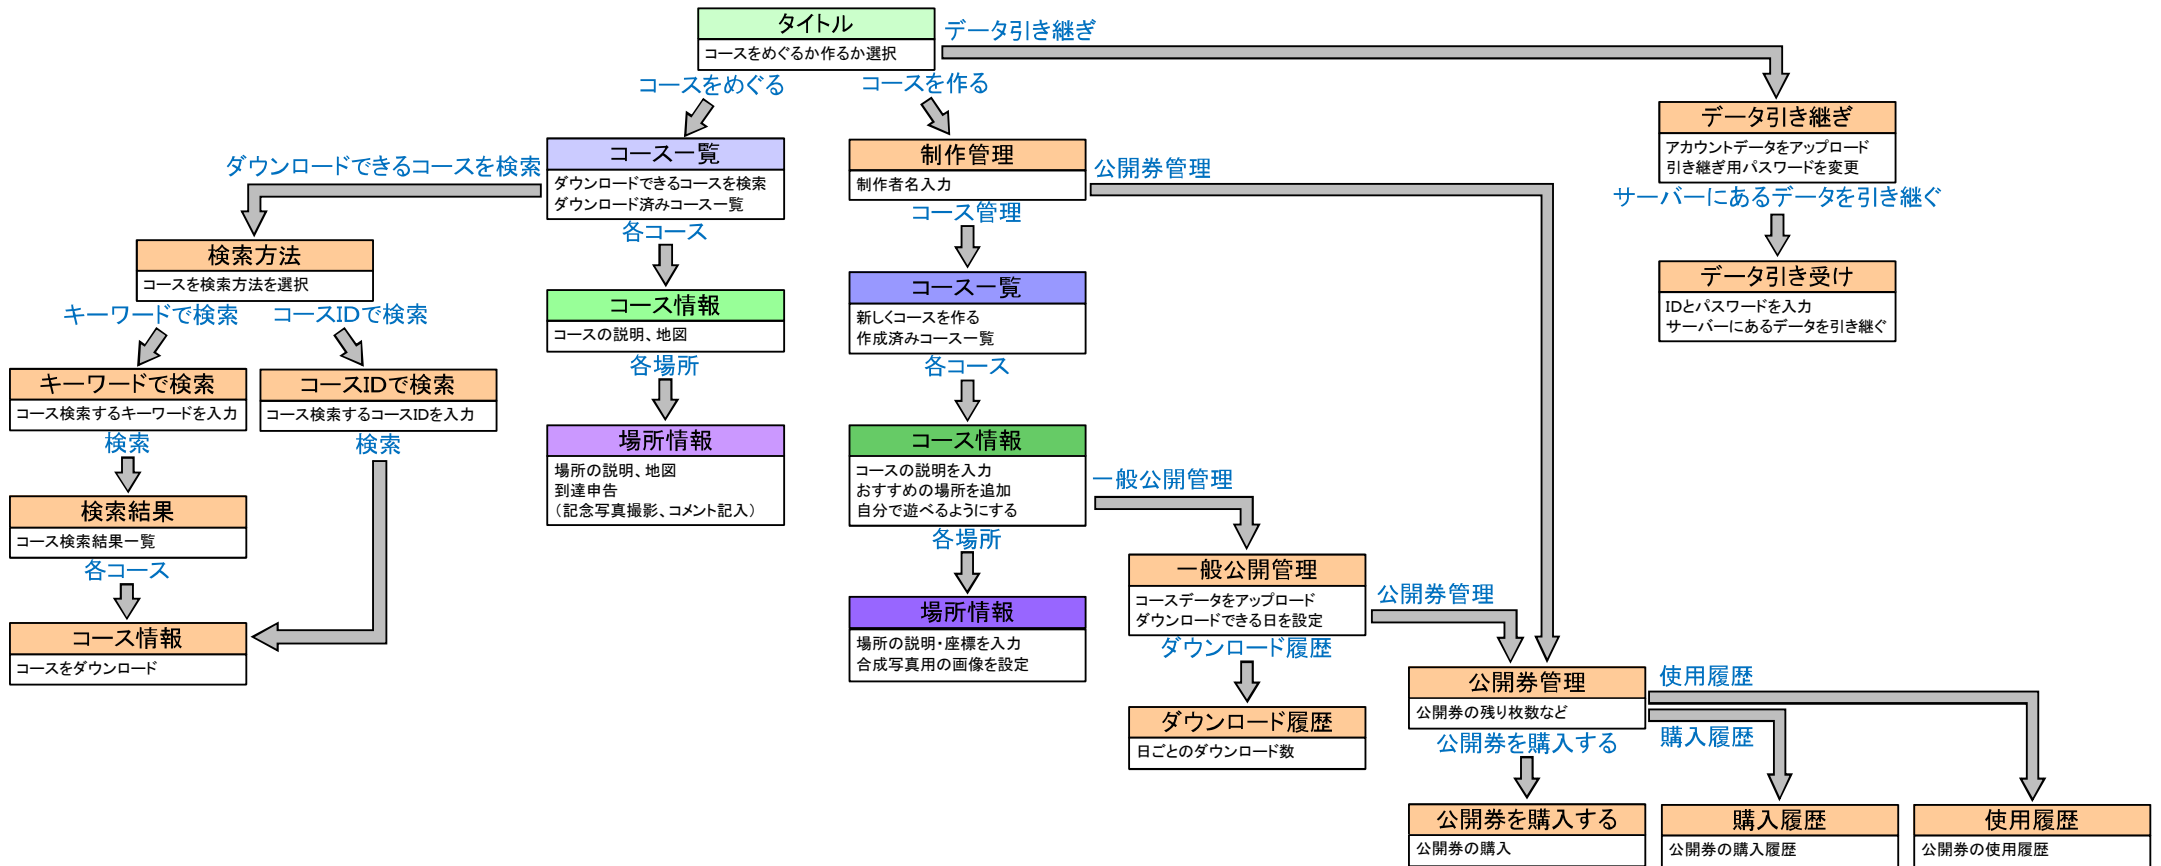 タイトル
コースをめぐるか作るか選択
データ引き継ぎ
コースをめぐる
コースを作る
データ引き継ぎ
アカウントデータをアップロード
引き継ぎ用パスワードを変更
サーバーにあるデータを引き継ぐ
データ引き受け
IDとパスワードを入力
サーバーにあるデータを引き継ぐ
コース一覧
ダウンロードできるコースを検索
ダウンロード済みコース一覧
ダウンロードできるコースを検索
各コース
検索方法
コースを検索方法を選択
キーワードで検索
コースIDで検索
キーワードで検索
コース検索するキーワードを入力
コースIDで検索
コース検索するコースIDを入力
検索
検索
検索結果
コース検索結果一覧
各コース
コース情報
コースをダウンロード
コース情報
コースの説明、地図
各場所
場所情報
場所の説明、地図
到達申告
（記念写真撮影、コメント記入）
制作管理
制作者名入力
公開券管理
コース管理
コース一覧
新しくコースを作る
作成済みコース一覧
各コース
コース情報
コースの説明を入力
おすすめの場所を追加
自分で遊べるようにする
一般公開管理
各場所
場所情報
場所の説明・座標を入力
合成写真用の画像を設定
一般公開管理
コースデータをアップロード
ダウンロードできる日を設定
公開券管理
ダウンロード履歴
ダウンロード履歴
日ごとのダウンロード数
公開券管理
公開券の残り枚数など
使用履歴
購入履歴
公開券を購入する
公開券を購入する
公開券の購入
購入履歴
公開券の購入履歴
使用履歴
公開券の使用履歴